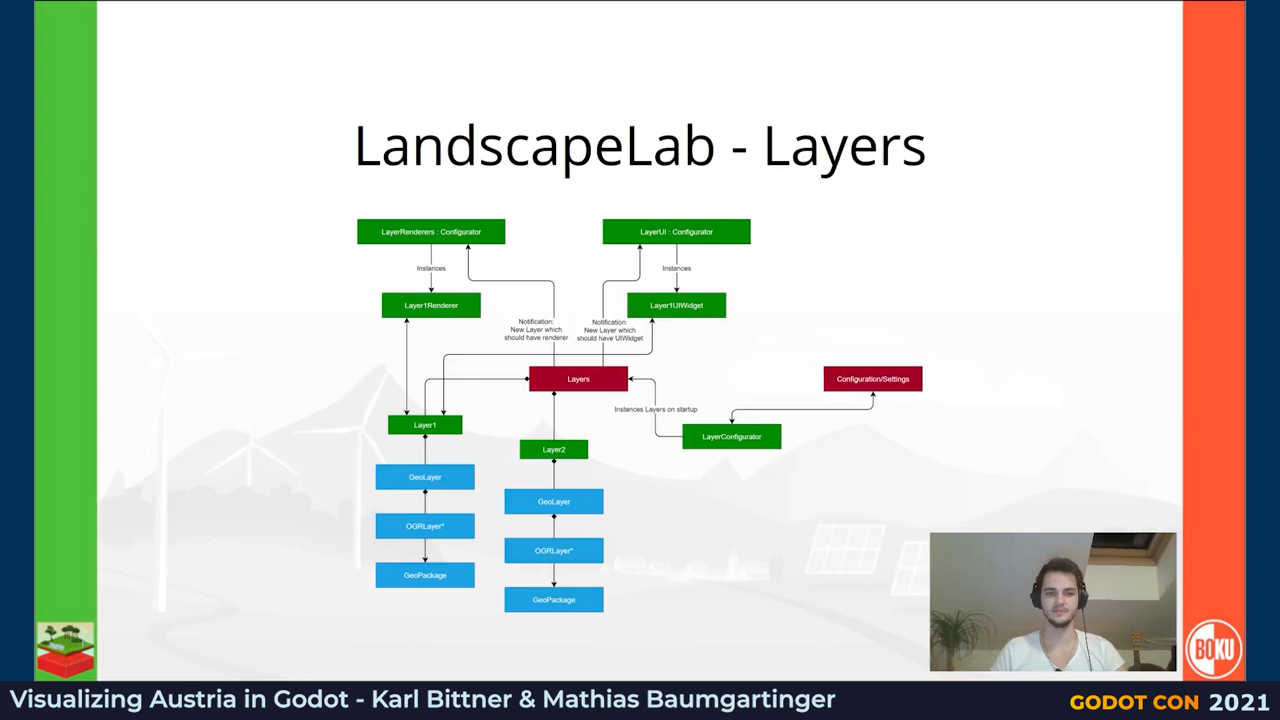 LandscapeLab - Layers
LayerRenderers : Configurator
LayerUI : Configurator
Instances
Instances
Layer1Renderer
Layer1UIWidget
Notification:
New Layer which
should have renderer
Notification:
New Layer which
should have UIWidget
Layers
Configuration/Settings
Instances Layers on startup
Layer1
LayerConfigurator
Layer2
GeoLayer
GeoLayer
OGRLayer*
OGRLayer*
GeoPackage
GeoPackage
BOKU
Visualizing Austria in Godot - Karl Bittner & Mathias Baumgartinger
GODOT CON 2021